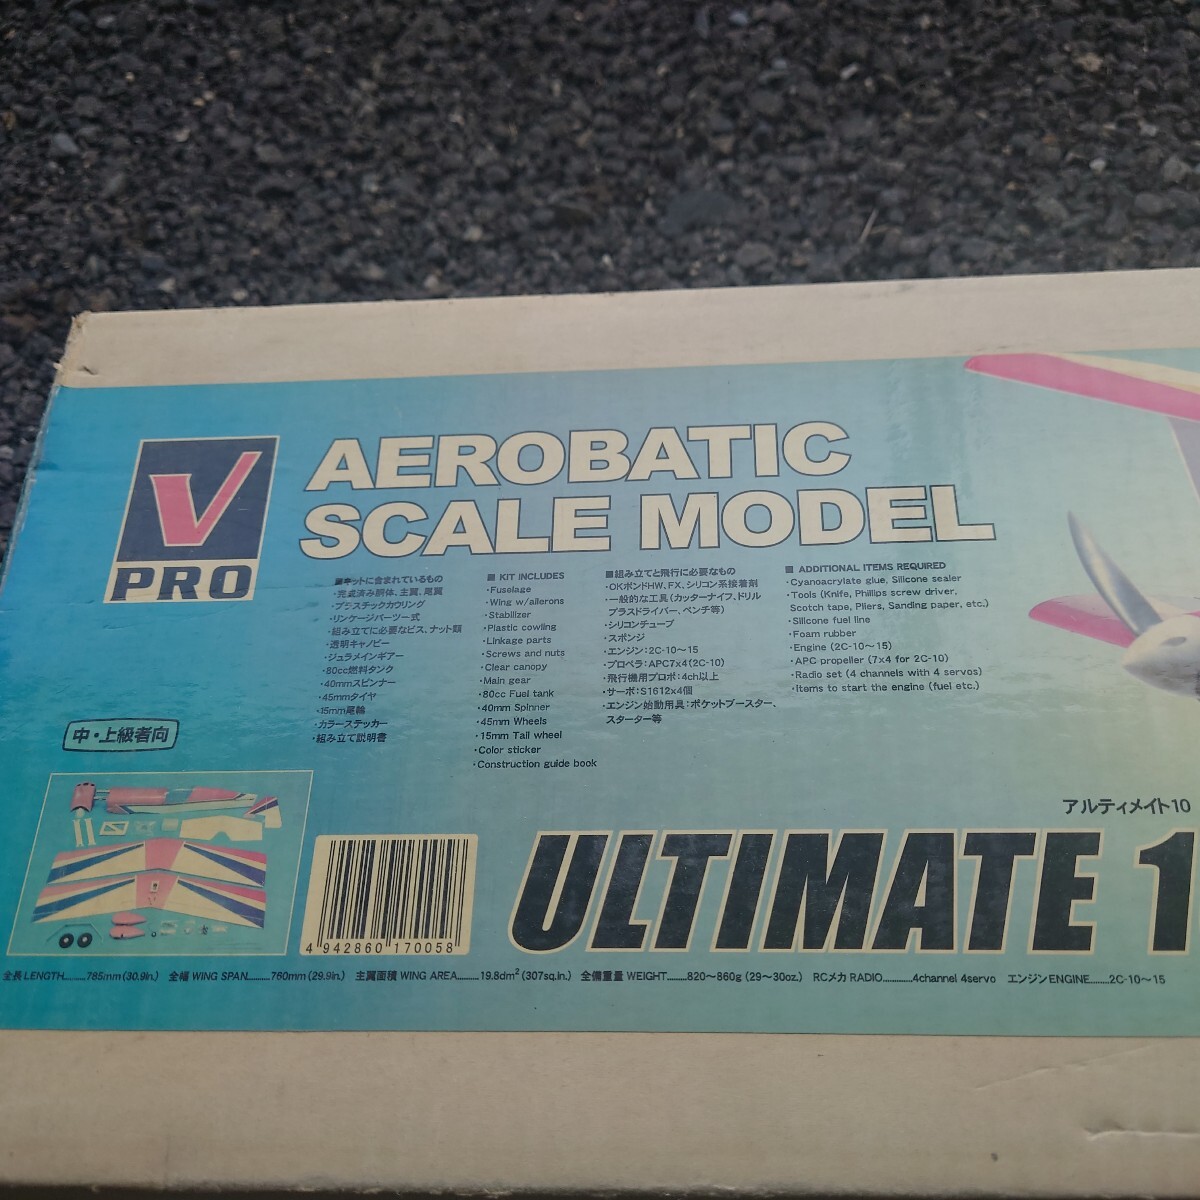 V
PRO
AEROBATIC
SCALE MODEL
■キットに含まれているもの
・完成済み胴体、主翼、尾翼
・プラスチックカウリング
・リンケージパーツ一式
・組み立てに必要なビス、ナット類
・透明キャノピー
・ジュラメインギアー
・80cc燃料タンク
・40mmスピンナー
・45mmタイヤ
・15mm尾輪
・カラーステッカー
・組み立て説明書
■ KIT INCLUDES
・Fuselage
・Wing w/ailerons
・Stabilizer
・Plastic cowling
・Linkage parts
・Screws and nuts
・Clear canopy
・Main gear
・80cc Fuel tank
・40mm Spinner
・45mm Wheels
・15mm Tail wheel
・Color sticker
・Construction guide book
■組み立てと飛行に必要なもの
・OKボンドHW、FX、シリコン系接着剤
・一般的な工具(カッターナイフ、ドリル
プラスドライバー、ペンチ等)
・シリコンチューブ
・スポンジ
・エンジン:2C-10～15
・プロペラ:APC7x4(2C-10)
・飛行機用プロポ:4ch以上
・サーボ:S1612x4個
・エンジン始動用具:ポケットブースター、
スターター等
■ ADDITIONAL ITEMS REQUIRED
・Cyanoacrylate glue, Silicone sealer
・Tools (Knife, Phillips screw driver,
Scotch tape, Pliers, Sanding paper, etc.)
・Silicone fuel line
・Foam rubber
・Engine (2C-10～15)
・APC propeller (7x4 for 2C-10)
・Radio set (4 channels with 4 servos)
・Items to start the engine (fuel etc.)
中・上級者向
アルティメイト10
ULTIMATE 1
4 942860 170058
全長 LENGTH........785mm (30.9in.) 全幅 WING SPAN........760mm (29.9in.) 主翼面積 WING AREA........19.8dm² (307sq.in.) 全備重量 WEIGHT.......820～860g (29～30oz.) RCメカ RADIO............4channel 4servo エンジン ENGINE.......2C-10～15